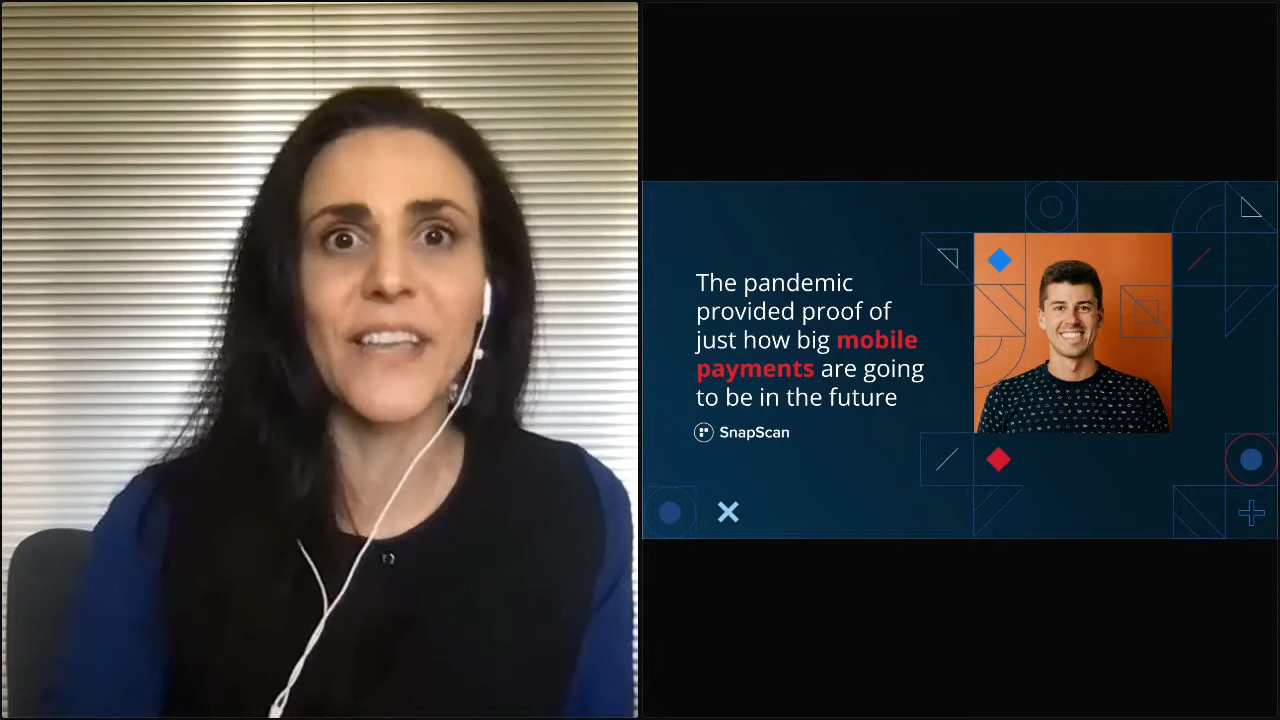 The pandemic
provided proof of
just how big mobile
payments are going
to be in the future
SnapScan